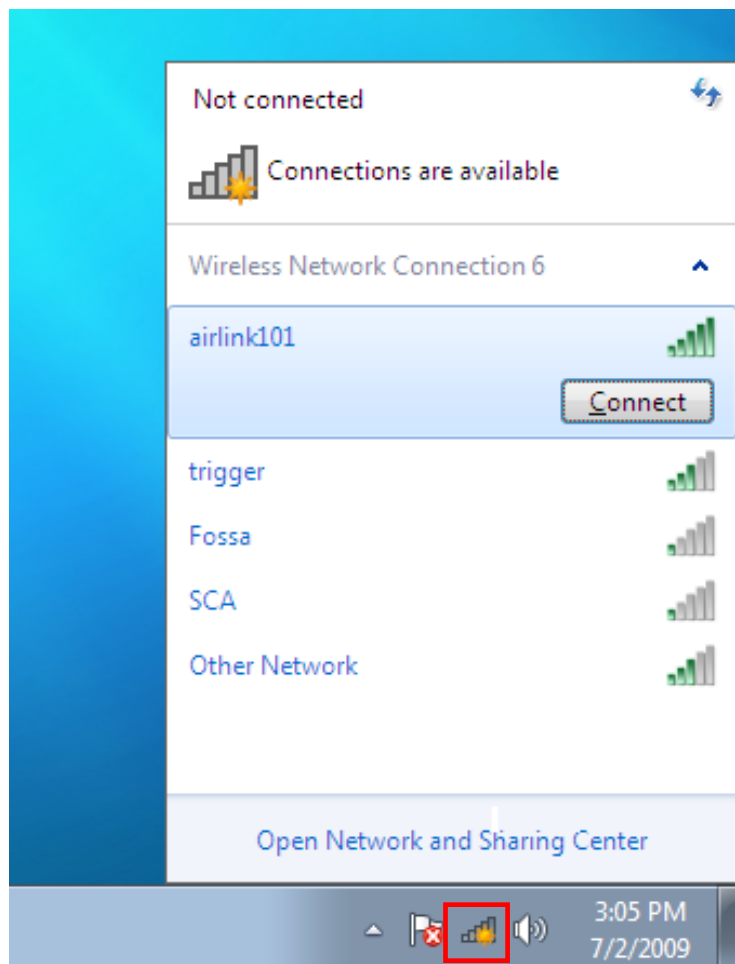 Not connected
Connections are available
Wireless Network Connection 6
airlink101
Connect
trigger
Fossa
SCA
Other Network
Open Network and Sharing Center
3:05 PM
7/2/2009